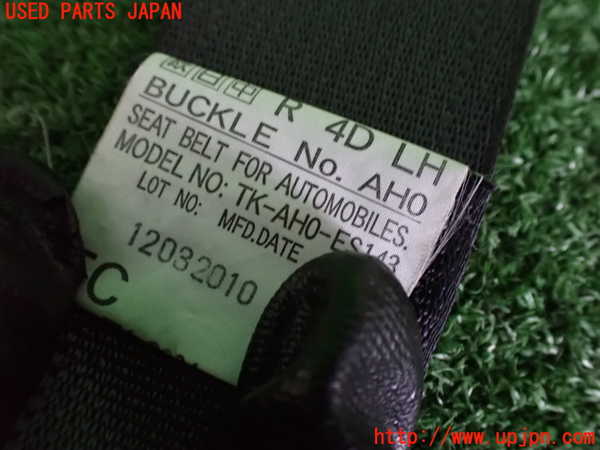 USED PARTS JAPAN
R 4D LH
BUCKLE No. AH0
SEAT BELT FOR AUTOMOBILES.
MODEL NO: TK-AH0-ES143
LOT NO: MFD.DATE
12032010
FC
http://www.upjpn.com